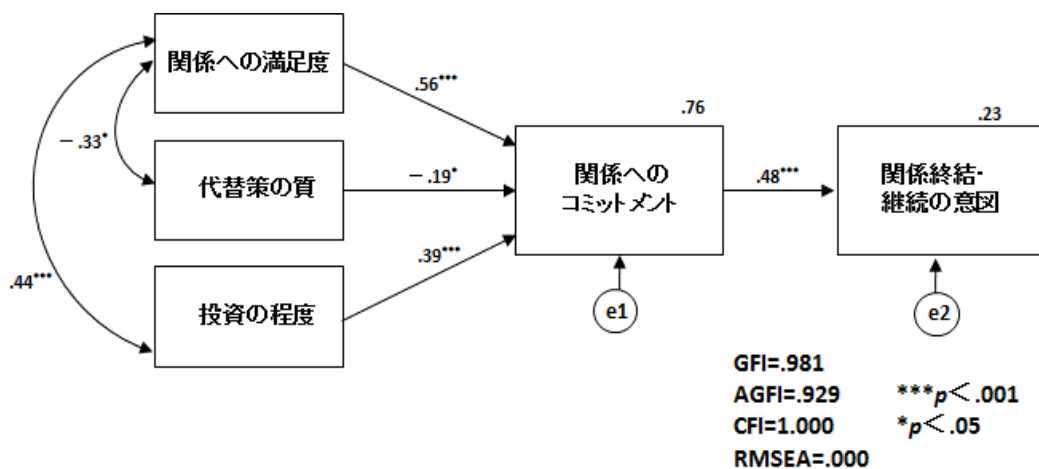 関係への満足度
.56***
.76
.23
－.33*
代替策の質
－.19*
関係への
コミットメント
.48***
関係終結・
継続の意図
.39***
.44***
投資の程度
e1
e2
GFI=.981
AGFI=.929 ***p＜.001
CFI=1.000 *p＜.05
RMSEA=.000